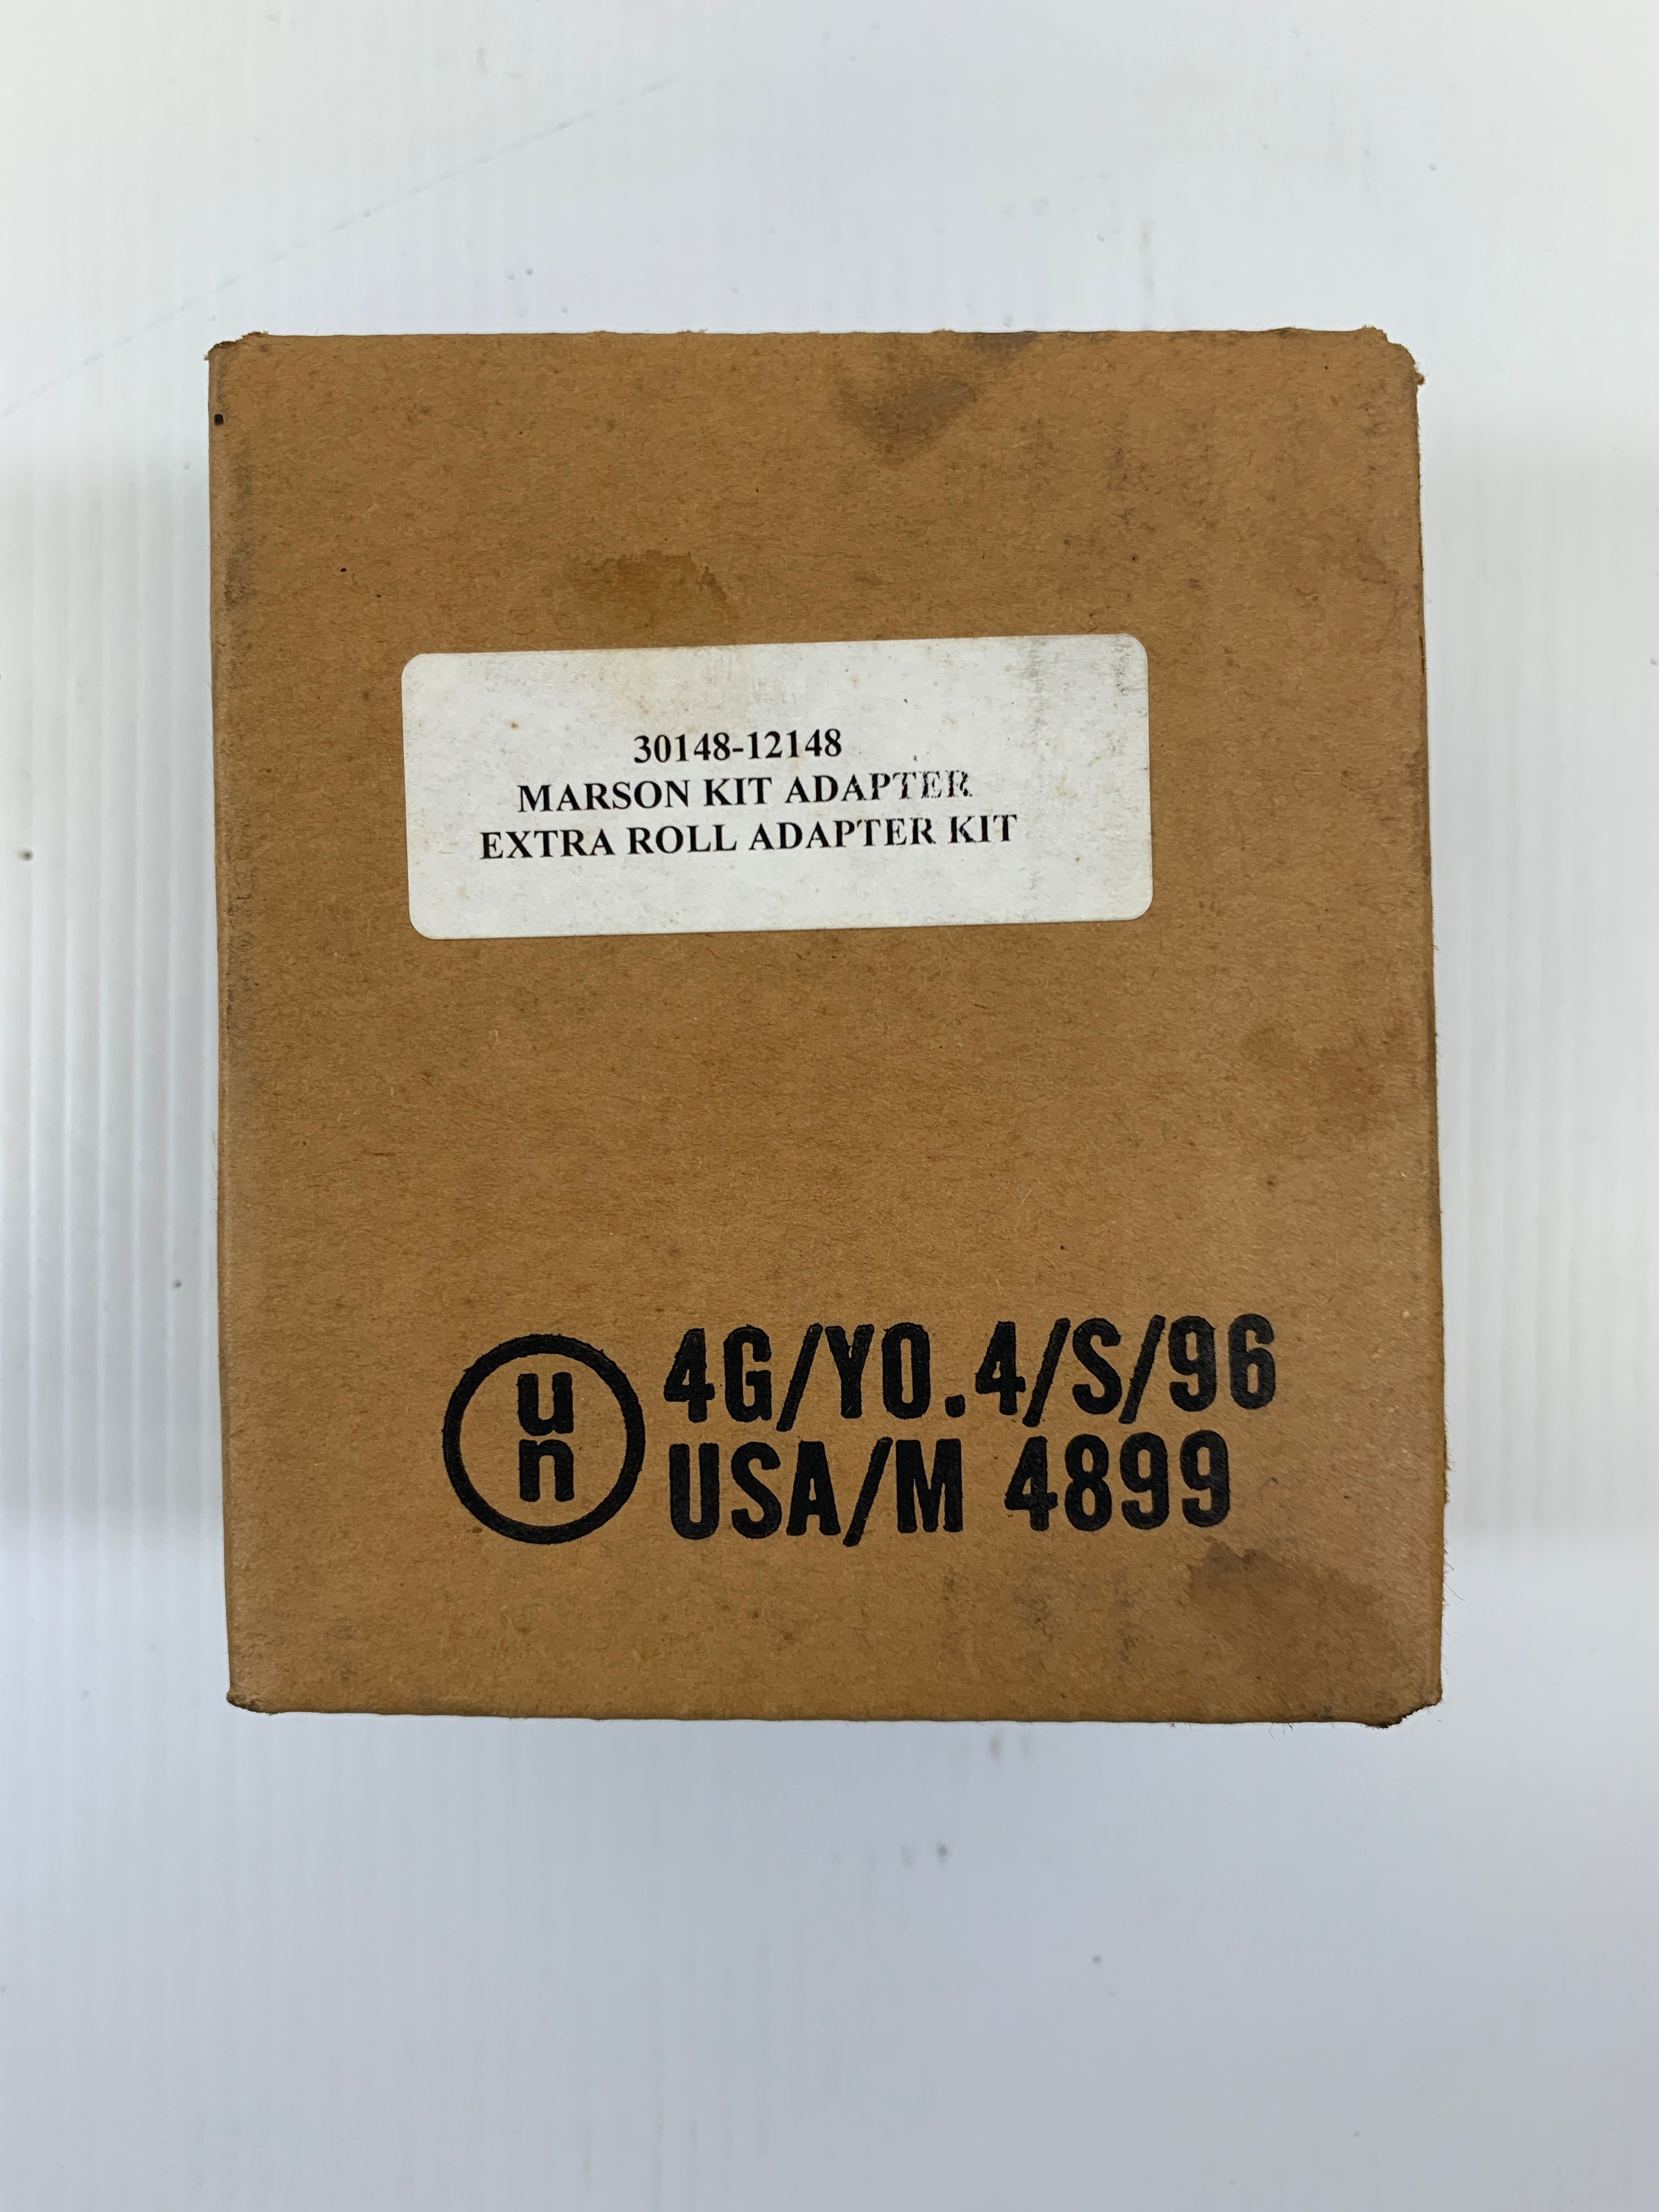 30148-12148
MARSON KIT ADAPTER
EXTRA ROLL ADAPTER KIT
un
4G/Y0.4/S/96
USA/M 4899